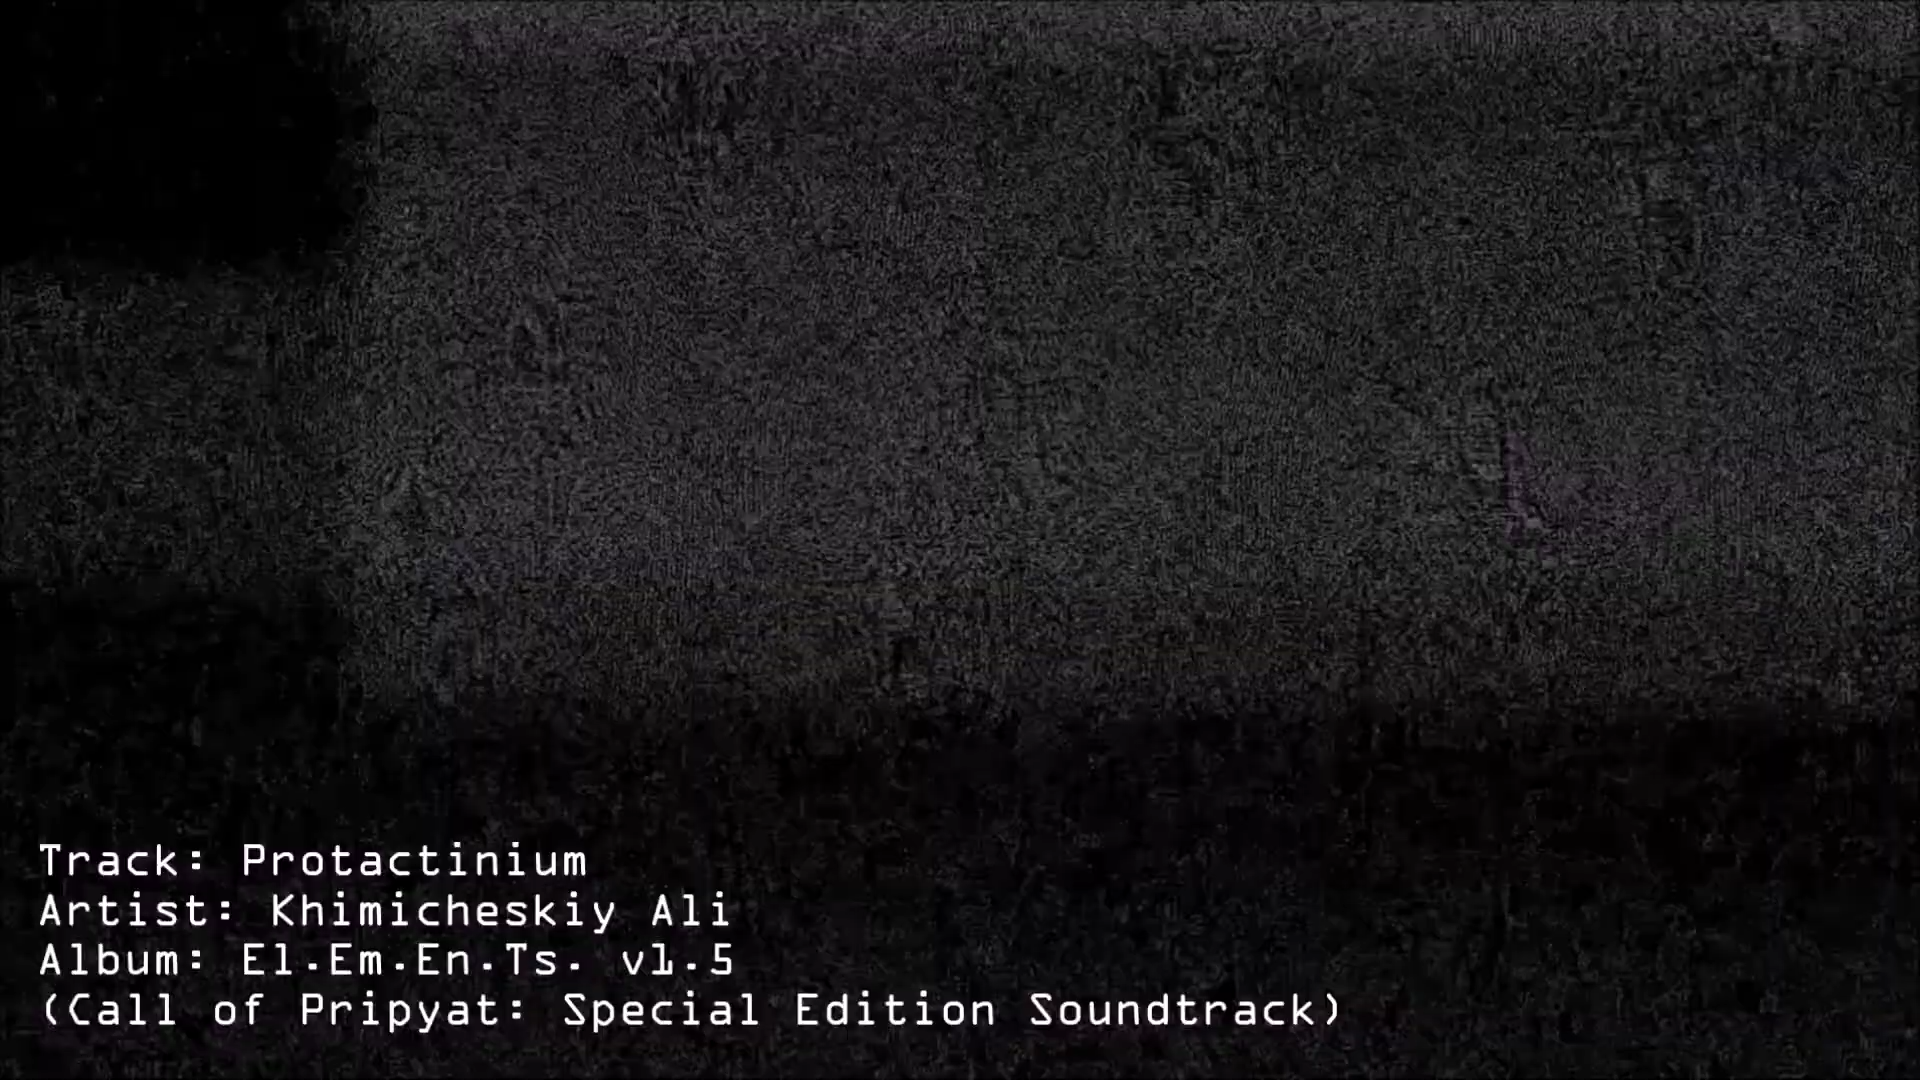 Track: Protactinium
Artist: Khimicheskiy Ali
Album: El.Em.En.Ts. v1.5
(Call of Pripyat: Special Edition Soundtrack)